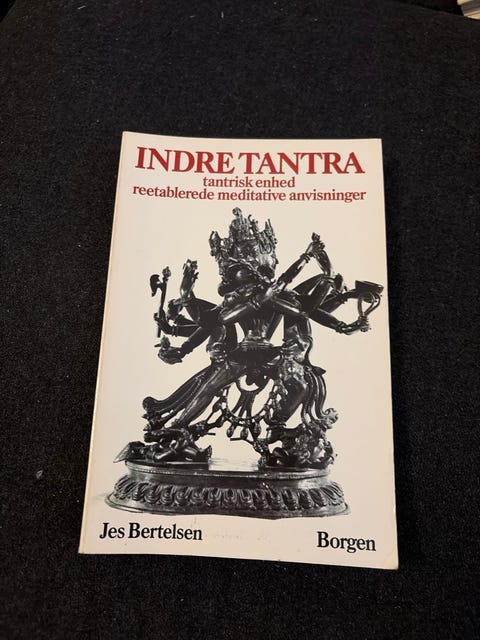 INDRE TANTRA
tantrisk enhed
reetablerede meditative anvisninger
Jes Bertelsen
Borgen